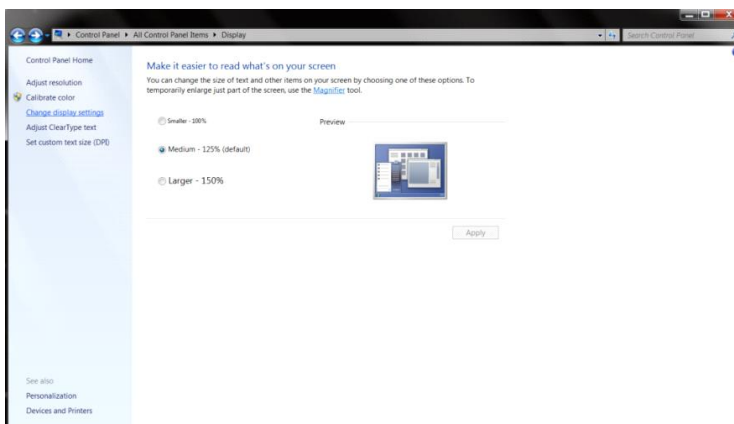 Control Panel ▸ All Control Panel Items ▸ Display
Search Control Panel
Control Panel Home
Adjust resolution
Calibrate color
Change display settings
Adjust ClearType text
Set custom text size (DPI)
See also
Personalization
Devices and Printers
Make it easier to read what's on your screen
You can change the size of text and other items on your screen by choosing one of these options. To
temporarily enlarge just part of the screen, use the Magnifier tool.
Smaller - 100%
Preview
Medium - 125% (default)
Larger - 150%
Apply